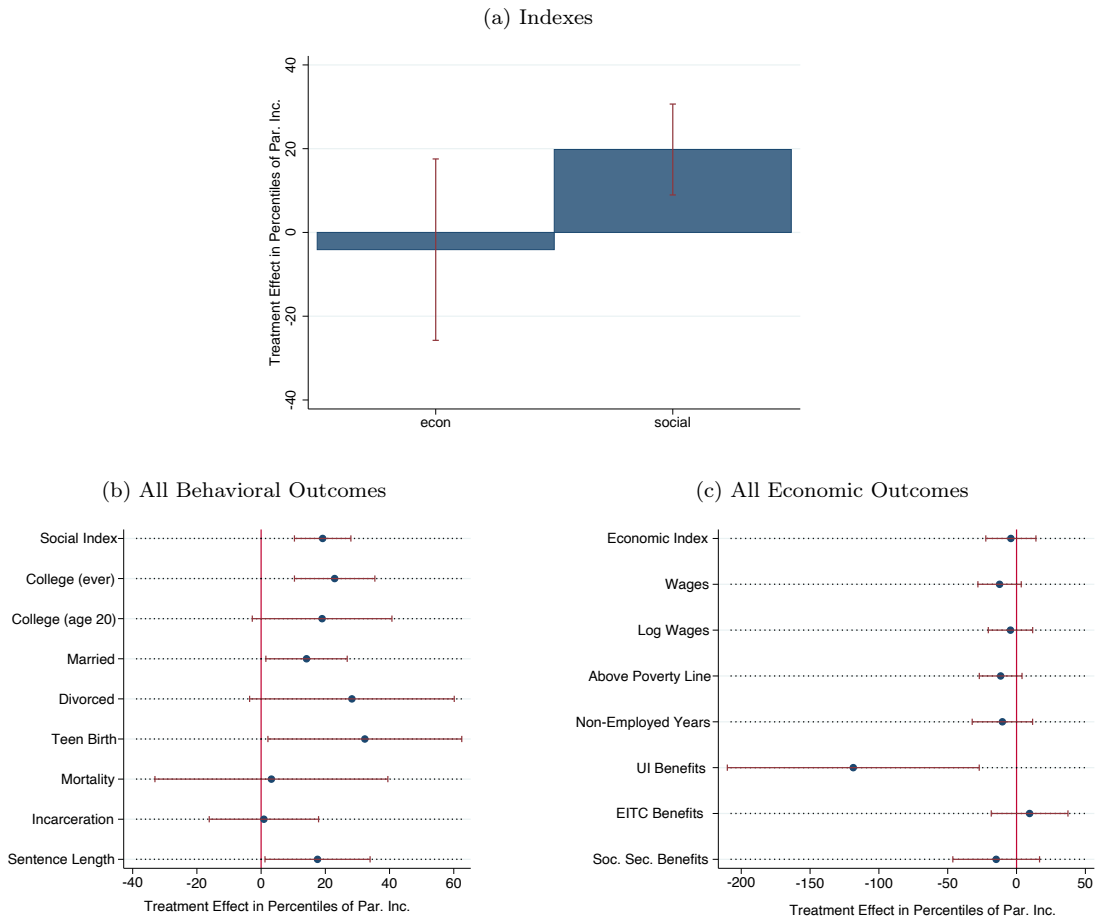 (a) Indexes
Treatment Effect in Percentiles of Par. Inc.
40
20
0
-20
-40
econ social
(b) All Behavioral Outcomes
Social Index
College (ever)
College (age 20)
Married
Divorced
Teen Birth
Mortality
Incarceration
Sentence Length
-40 -20 0 20 40 60
Treatment Effect in Percentiles of Par. Inc.
(c) All Economic Outcomes
Economic Index
Wages
Log Wages
Above Poverty Line
Non-Employed Years
UI Benefits
EITC Benefits
Soc. Sec. Benefits
-200 -150 -100 -50 0 50
Treatment Effect in Percentiles of Par. Inc.